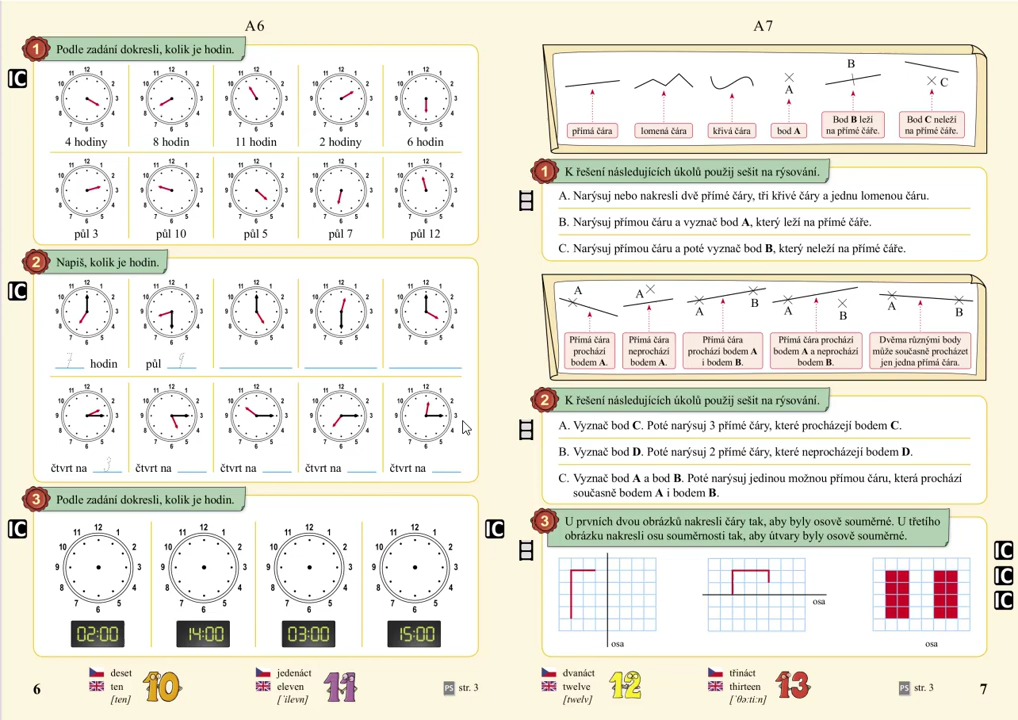 A 6
1 Podle zadání dokresli, kolik je hodin.
4 hodiny
8 hodin
11 hodin
2 hodiny
6 hodin
půl 3
půl 10
půl 5
půl 7
půl 12
2 Napiš, kolik je hodin.
7 hodin
půl 9
čtvrt na 3
čtvrt na
čtvrt na
čtvrt na
čtvrt na
3 Podle zadání dokresli, kolik je hodin.
02:00
14:00
03:00
15:00
6
deset
ten
[ten]
10
jedenáct
eleven
[ˈilevn]
11
PS str. 3
A 7
B
C
A
přímá čára
lomená čára
křivá čára
bod A
Bod B leží
na přímé čáře.
Bod C neleží
na přímé čáře.
1 K řešení následujících úkolů použij sešit na rýsování.
A. Narýsuj nebo nakresli dvě přímé čáry, tři křivé čáry a jednu lomenou čáru.
B. Narýsuj přímou čáru a vyznač bod A, který leží na přímé čáře.
C. Narýsuj přímou čáru a poté vyznač bod B, který neleží na přímé čáře.
A
A
A B
A B
A B
Přímá čára
prochází
bodem A.
Přímá čára
neprochází
bodem A.
Přímá čára
prochází bodem A
i bodem B.
Přímá čára prochází
bodem A a neprochází
bodem B.
Dvěma různými body
může současně procházet
jen jedna přímá čára.
2 K řešení následujících úkolů použij sešit na rýsování.
A. Vyznač bod C. Poté narýsuj 3 přímé čáry, které procházejí bodem C.
B. Vyznač bod D. Poté narýsuj 2 přímé čáry, které neprocházejí bodem D.
C. Vyznač bod A a bod B. Poté narýsuj jedinou možnou přímou čáru, která prochází
současně bodem A i bodem B.
3 U prvních dvou obrázků nakresli čáry tak, aby byly osově souměrné. U třetího
obrázku nakresli osu souměrnosti tak, aby útvary byly osově souměrné.
osa
osa
osa
dvanáct
twelve
[twelv]
12
třináct
thirteen
[ˈθəːtiːn]
13
PS str. 3
7